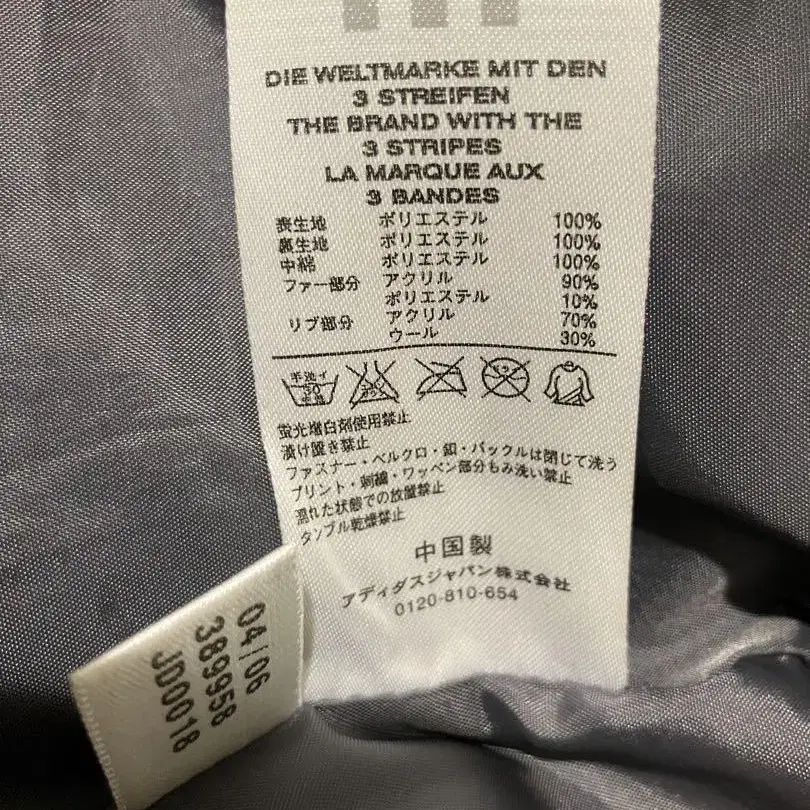 DIE WELTMARKE MIT DEN
3 STREIFEN
THE BRAND WITH THE
3 STRIPES
LA MARQUE AUX
3 BANDES
表生地 ポリエステル 100%
裏生地 ポリエステル 100%
中綿 ポリエステル 100%
ファー部分 アクリル 90%
ポリエステル 10%
リブ部分 アクリル 70%
ウール 30%
手洗イ
30
中性
蛍光増白剤使用禁止
漬け置き禁止
ファスナー・ベルクロ・釦・バックルは閉じて洗う
プリント・刺繍・ワッペン部分もみ洗い禁止
濡れた状態での放置禁止
タンブル乾燥禁止
中国製
アディダスジャパン株式会社
0120-810-654
04/06
389958
JD0018